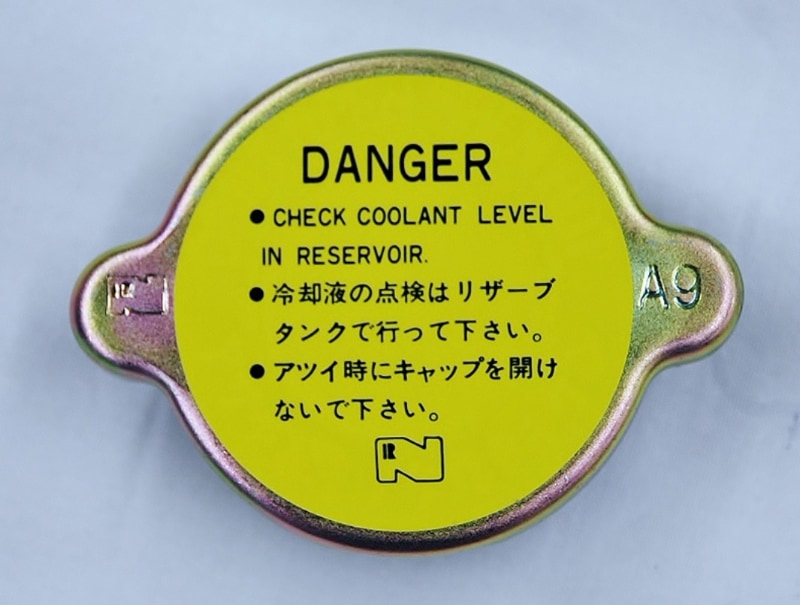 DANGER
● CHECK COOLANT LEVEL
IN RESERVOIR.
● 冷却液の点検はリザーブ
タンクで行って下さい。
● アツイ時にキャップを開け
ないで下さい。
R N
R N
A9